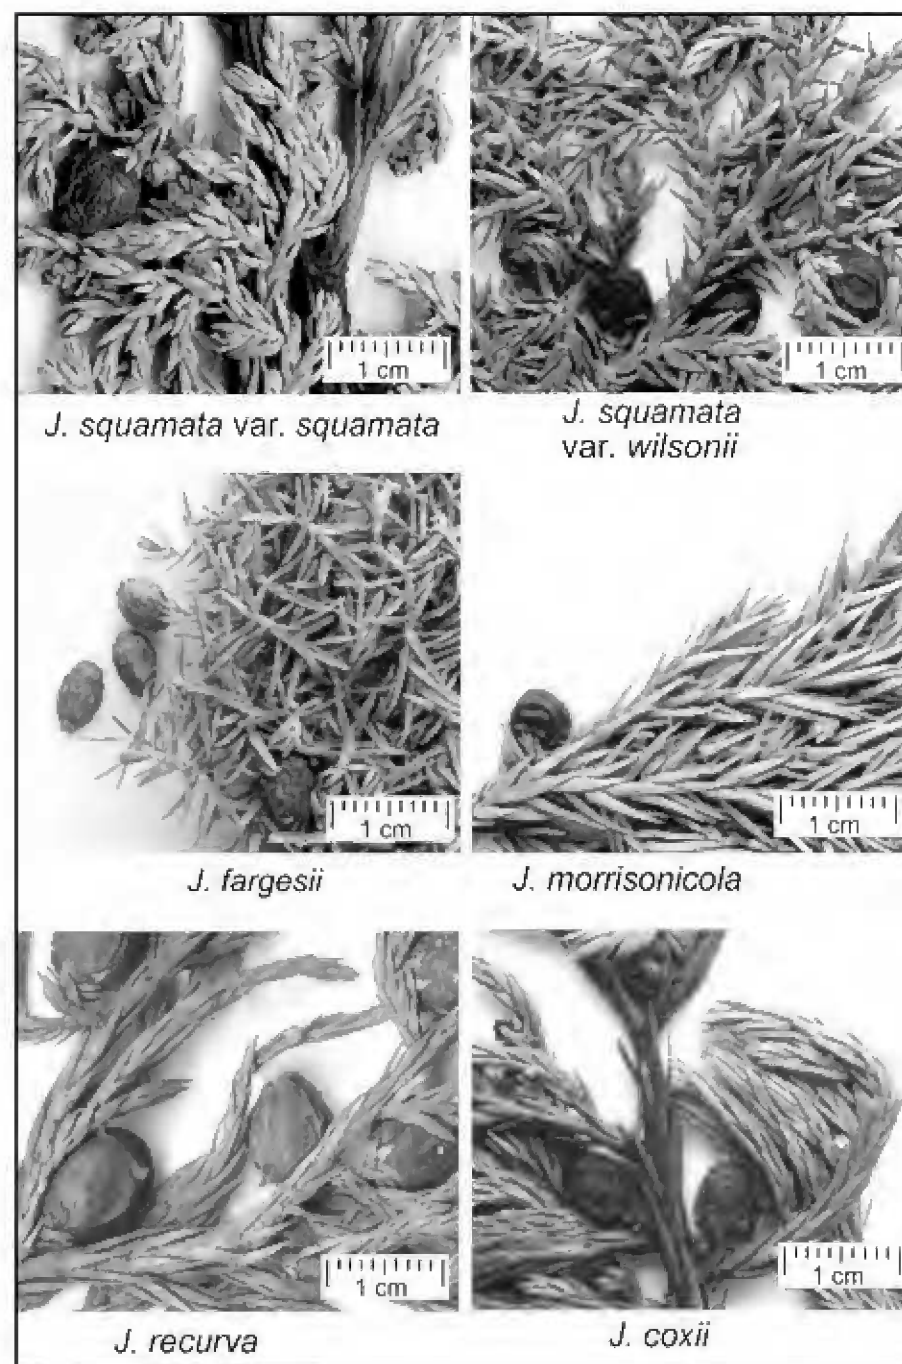 1 cm
1 cm
J. squamata var. squamata
J. squamata
var. wilsonii
1 cm
1 cm
J. fargesii
J. morrisonicola
1 cm
1 cm
J. recurva
J. coxii